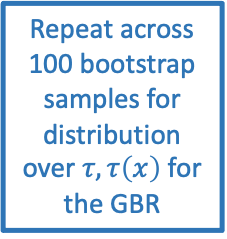 Repeat across
100 bootstrap
samples for
distribution
over 𝝉, 𝝉(𝒙) for
the GBR